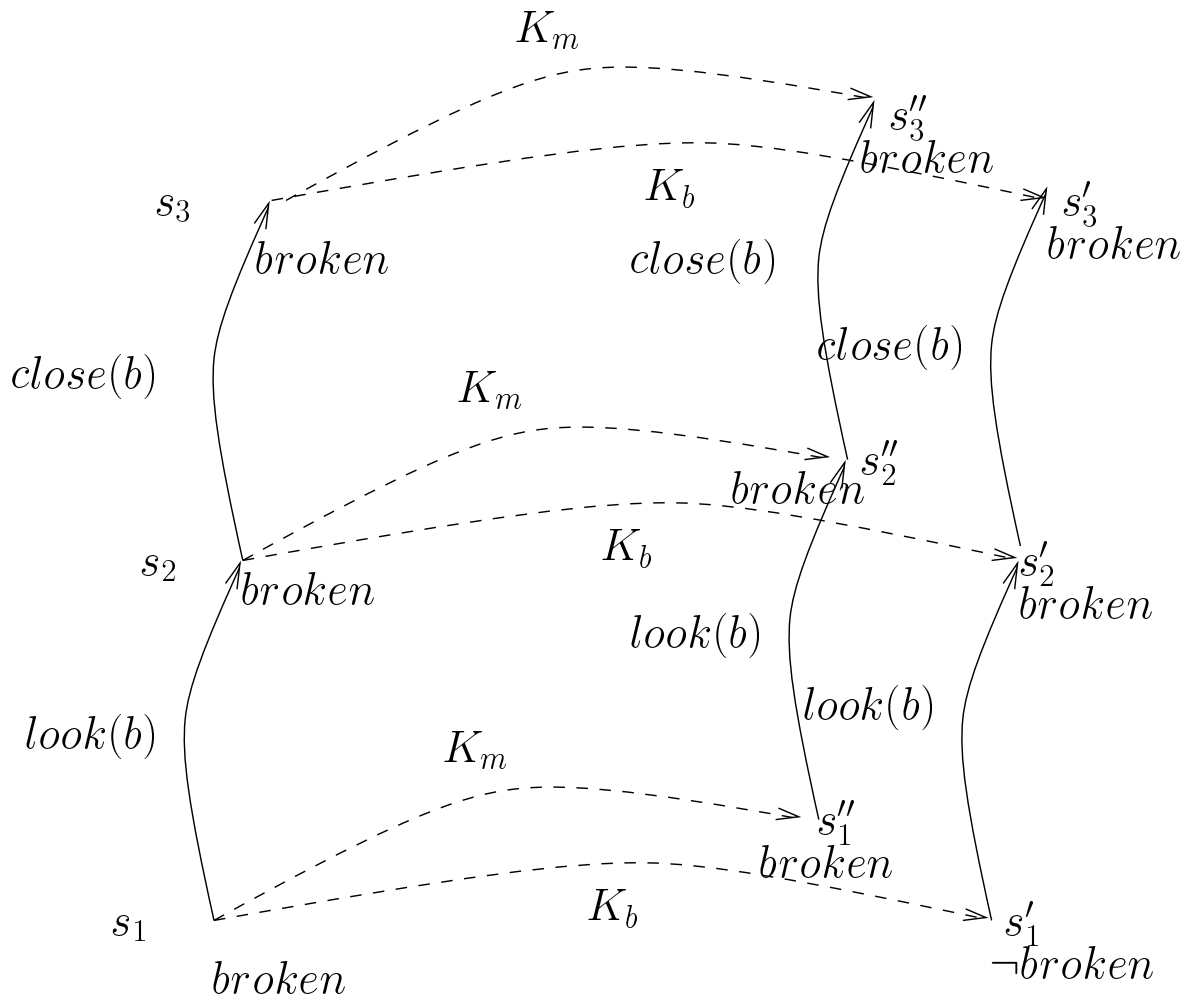 K_m
s''_3
broken
K_b
s_3
s'_3
broken
broken
close(b)
close(b)
close(b)
K_m
s''_2
broken
K_b
s_2
s'_2
broken
broken
look(b)
look(b)
look(b)
K_m
s''_1
broken
K_b
s_1
s'_1
¬broken
broken